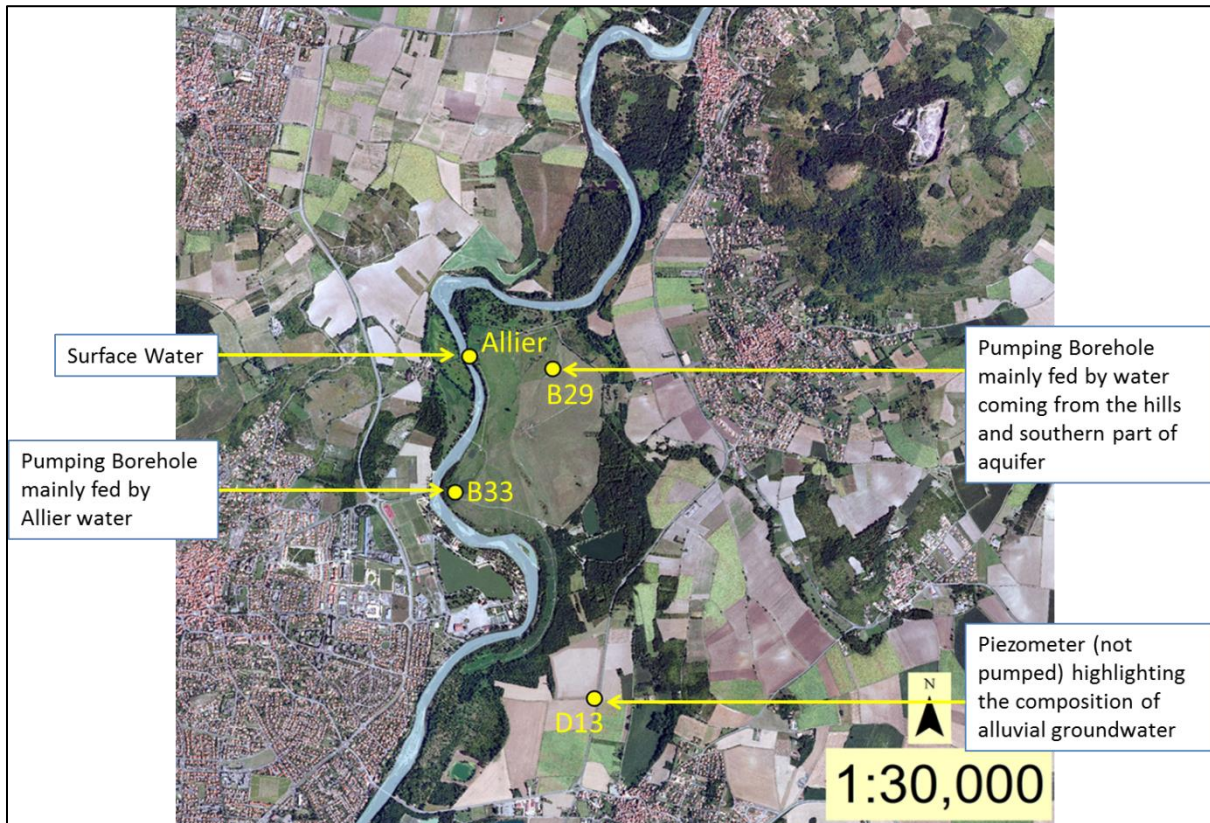 Surface Water
Allier
Pumping Borehole
mainly fed by water
coming from the hills
and southern part of
aquifer
B29
Pumping Borehole
mainly fed by
Allier water
B33
Piezometer (not
pumped) highlighting
the composition of
alluvial groundwater
D13
N
1:30,000